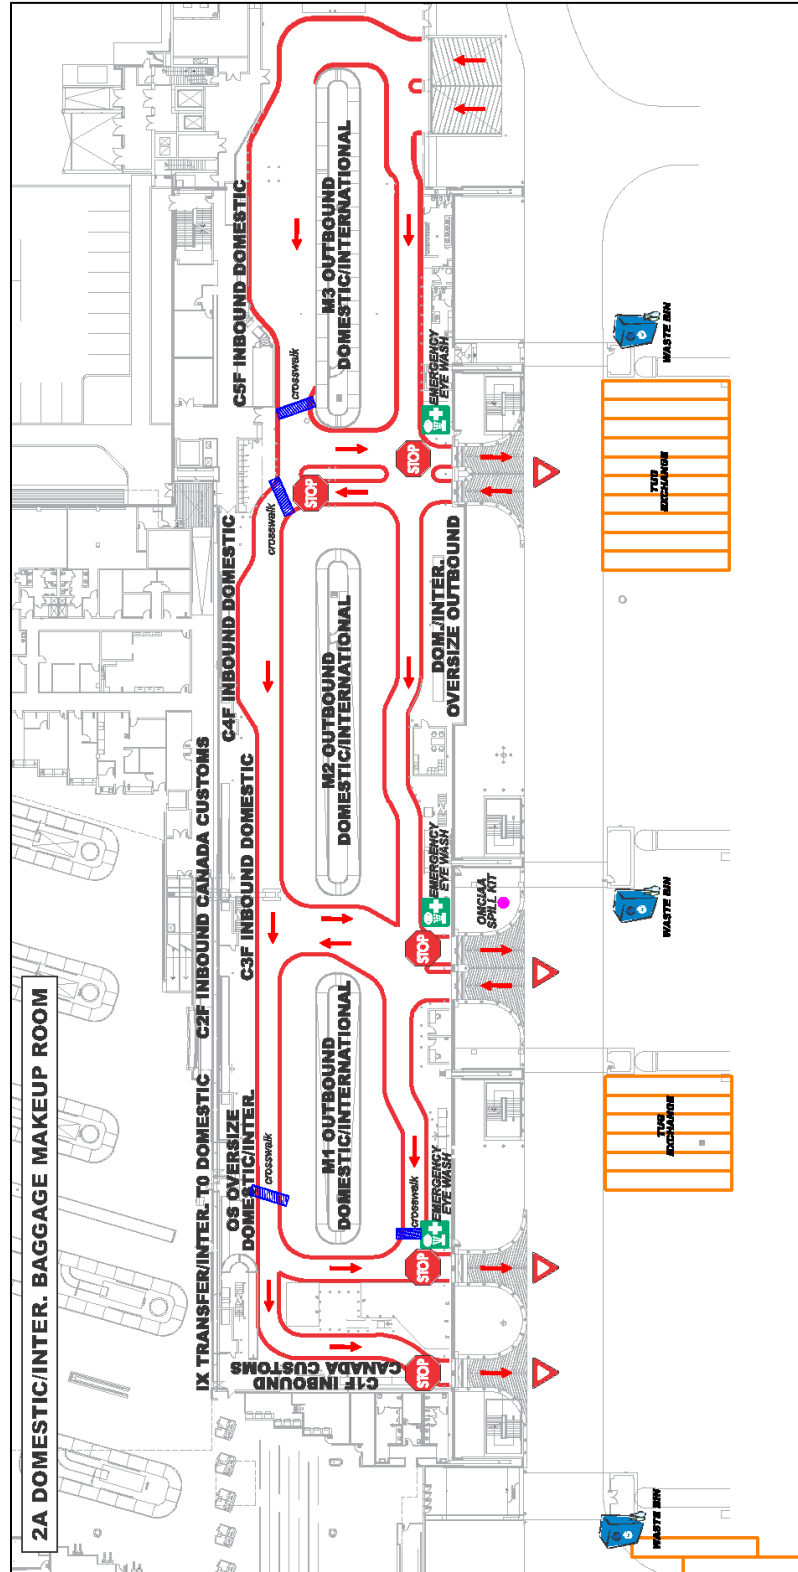 2A DOMESTIC/INTER. BAGGAGE MAKEUP ROOM
IX TRANSFER/INTER. TO DOMESTIC
C2F INBOUND CANADA CUSTOMS
OS OVERSIZE
DOMESTIC/INTER.
C3F INBOUND DOMESTIC
C4F INBOUND DOMESTIC
C5F INBOUND DOMESTIC
crosswalk
crosswalk
crosswalk
crosswalk
M1 OUTBOUND
DOMESTIC/INTERNATIONAL
M2 OUTBOUND
DOMESTIC/INTERNATIONAL
M3 OUTBOUND
DOMESTIC/INTERNATIONAL
C1F INBOUND
CANADA CUSTOMS
STOP
STOP
STOP
STOP
STOP
EMERGENCY
EYE WASH
EMERGENCY
EYE WASH
EMERGENCY
EYE WASH
DOM./INTER.
OVERSIZE OUTBOUND
OMCIAA
SPILL KIT
TUG
EXCHANGE
TUG
EXCHANGE
WASTE BIN
WASTE BIN
WASTE BIN